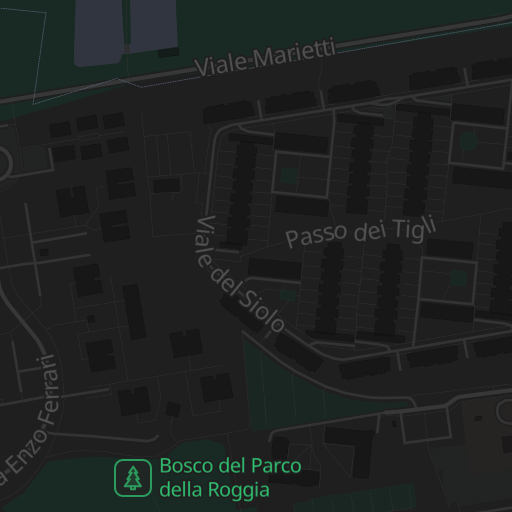 Viale Marietti
Passo dei Tigli
Viale del Siolo
a-Enzo-Ferrari
Bosco del Parco
della Roggia